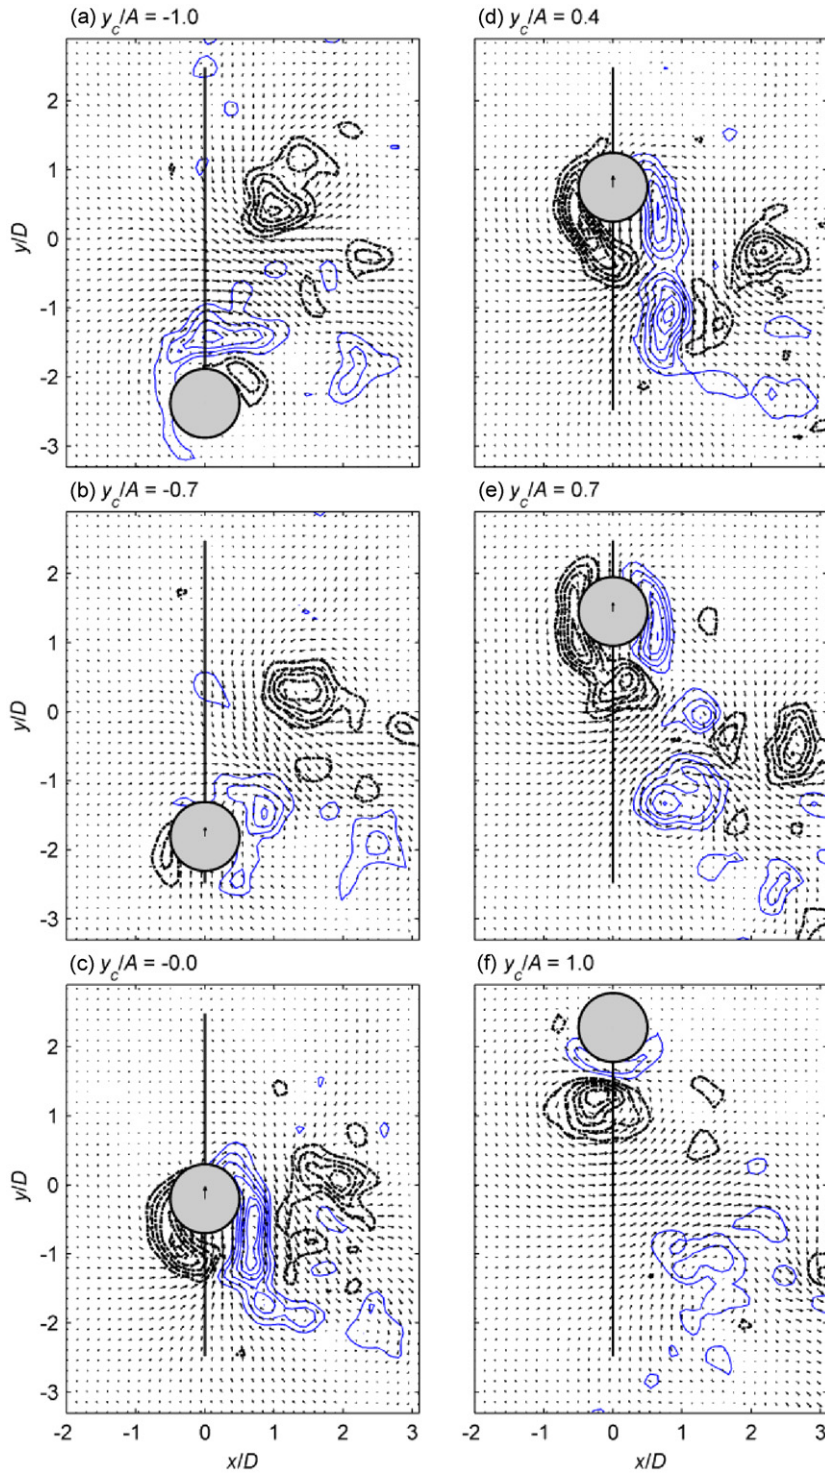 (a) y_c/A = -1.0
2
1
0
-1
-2
-3
y/D
(b) y_c/A = -0.7
2
1
0
-1
-2
-3
y/D
(c) y_c/A = -0.0
2
1
0
-1
-2
-3
y/D
-2 -1 0 1 2 3
x/D
(d) y_c/A = 0.4
(e) y_c/A = 0.7
(f) y_c/A = 1.0
-2 -1 0 1 2 3
x/D